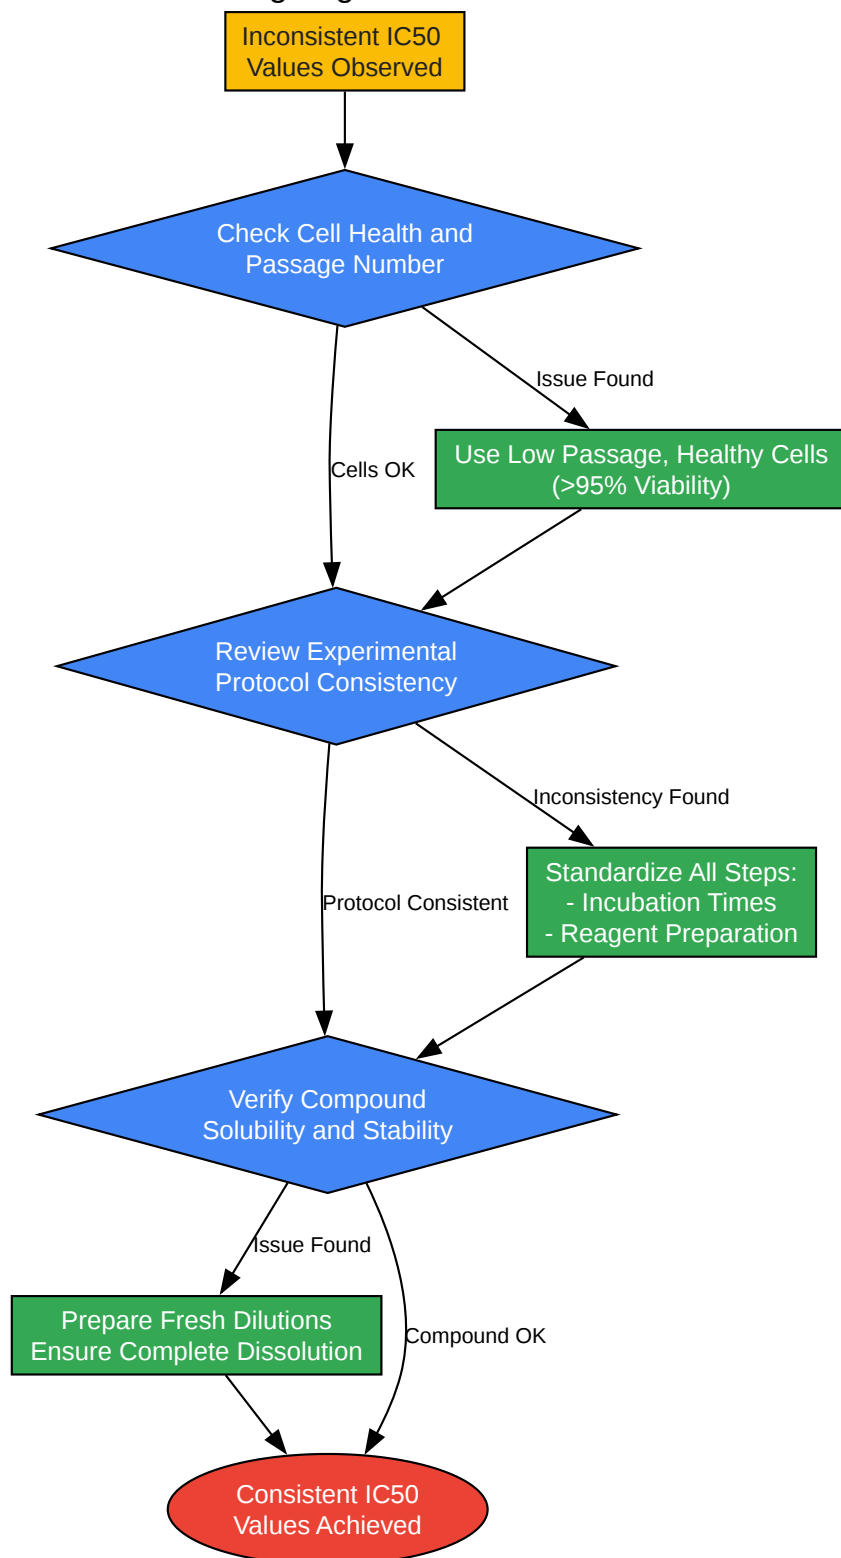 Inconsistent IC50
Values Observed
Check Cell Health and
Passage Number
Issue Found
Use Low Passage, Healthy Cells
(>95% Viability)
Cells OK
Review Experimental
Protocol Consistency
Inconsistency Found
Standardize All Steps:
- Incubation Times
- Reagent Preparation
Protocol Consistent
Verify Compound
Solubility and Stability
Issue Found
Prepare Fresh Dilutions
Ensure Complete Dissolution
Compound OK
Consistent IC50
Values Achieved